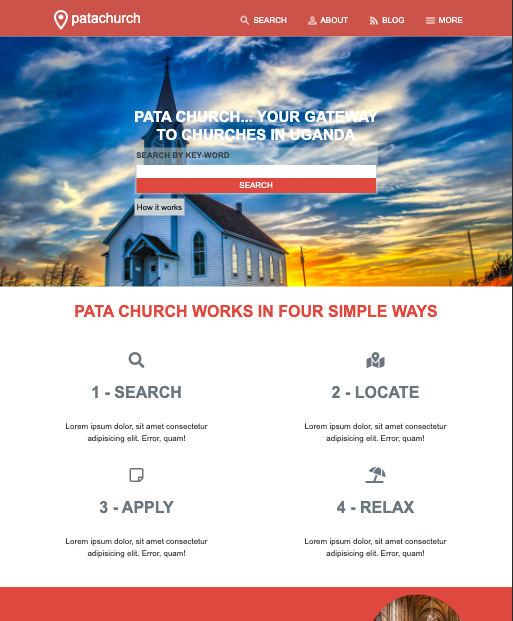 patachurch
SEARCH
ABOUT
BLOG
MORE
PATA CHURCH... YOUR GATEWAY
TO CHURCHES IN UGANDA
SEARCH BY KEY-WORD
SEARCH
How it works
PATA CHURCH WORKS IN FOUR SIMPLE WAYS
1 - SEARCH
Lorem ipsum dolor, sit amet consectetur
adipisicing elit. Error, quam!
2 - LOCATE
Lorem ipsum dolor, sit amet consectetur
adipisicing elit. Error, quam!
3 - APPLY
Lorem ipsum dolor, sit amet consectetur
adipisicing elit. Error, quam!
4 - RELAX
Lorem ipsum dolor, sit amet consectetur
adipisicing elit. Error, quam!